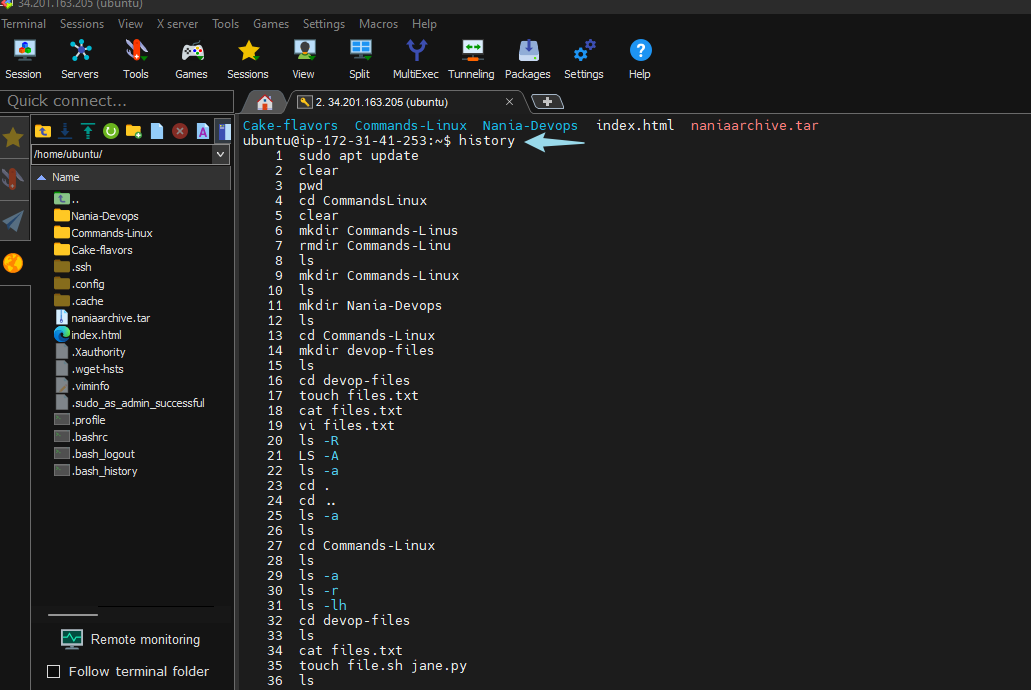 34.201.163.205 (ubuntu)
Terminal Sessions View X server Tools Games Settings Macros Help
Session Servers Tools Games Sessions View Split MultiExec Tunneling Packages Settings Help
Quick connect...
2. 34.201.163.205 (ubuntu)
/home/ubuntu/
Name
..
Nania-Devops
Commands-Linux
Cake-flavors
.ssh
.config
.cache
naniaarchive.tar
index.html
.Xauthority
.wget-hsts
.viminfo
.sudo_as_admin_successful
.profile
.bashrc
.bash_logout
.bash_history
Remote monitoring
Follow terminal folder
Cake-flavors Commands-Linux Nania-Devops index.html naniaarchive.tar
ubuntu@ip-172-31-41-253:~$ history
1 sudo apt update
2 clear
3 pwd
4 cd CommandsLinux
5 clear
6 mkdir Commands-Linus
7 rmdir Commands-Linu
8 ls
9 mkdir Commands-Linux
10 ls
11 mkdir Nania-Devops
12 ls
13 cd Commands-Linux
14 mkdir devop-files
15 ls
16 cd devop-files
17 touch files.txt
18 cat files.txt
19 vi files.txt
20 ls -R
21 LS -A
22 ls -a
23 cd .
24 cd ..
25 ls -a
26 ls
27 cd Commands-Linux
28 ls
29 ls -a
30 ls -r
31 ls -lh
32 cd devop-files
33 ls
34 cat files.txt
35 touch file.sh jane.py
36 ls